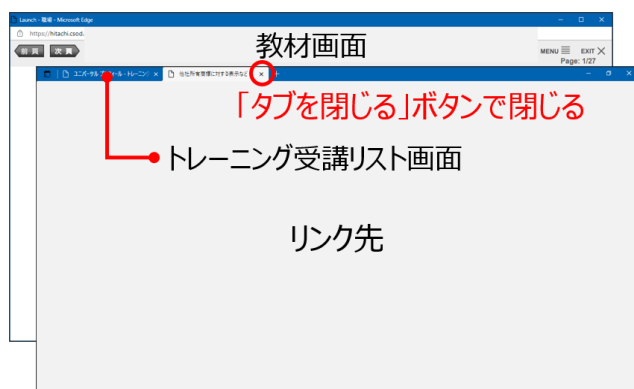 Launch - 職場 - Microsoft Edge
https://hitachi.csod.
前頁 次頁
教材画面
MENU EXIT
Page: 1/27
「タブを閉じる」ボタンで閉じる
トレーニング受講リスト画面
リンク先